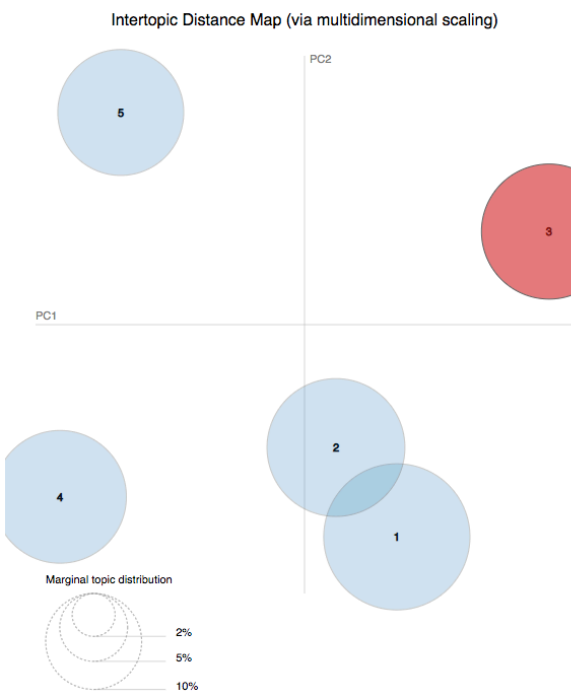 Intertopic Distance Map (via multidimensional scaling)
PC2
5
3
PC1
2
4
1
Marginal topic distribution
2%
5%
10%